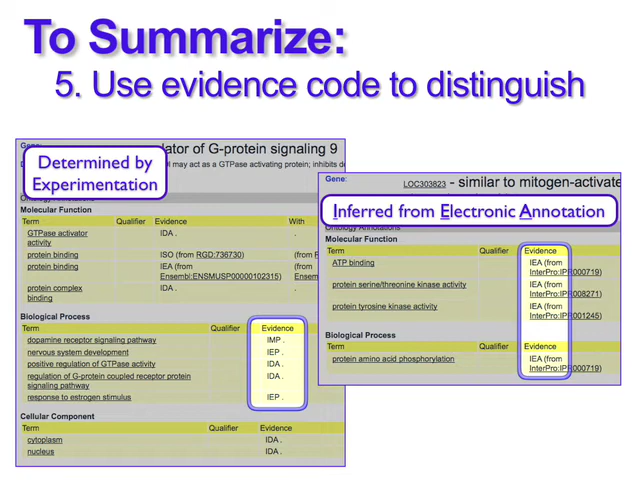 To Summarize:
5. Use evidence code to distinguish
Gene:
lator of G-protein signaling 9
Determined by
Experimentation
may act as a GTPase activating protein; inhibits
Molecular Function
Term Qualifier Evidence With
GTPase activator
activity IDA . .
protein binding ISO (from RGD:736730) (from
protein binding IEA (from
Ensembl:ENSMUSP00000102315) (from
Ensem
protein complex
binding IDA . .
Biological Process
Term Qualifier Evidence
dopamine receptor signaling pathway IMP .
nervous system development IEP .
positive regulation of GTPase activity IDA .
regulation of G-protein coupled receptor protein
signaling pathway IDA .
response to estrogen stimulus IEP .
Cellular Component
Term Qualifier Evidence
cytoplasm IDA .
nucleus IDA .
Gene: LOC303823 - similar to mitogen-activate
Inferred from Electronic Annotation
Ontology Annotations
Molecular Function
Term Qualifier Evidence
ATP binding IEA (from
InterPro:IPR000719)
protein serine/threonine kinase activity IEA (from
InterPro:IPR008271)
protein tyrosine kinase activity IEA (from
InterPro:IPR001245)
Biological Process
Term Qualifier Evidence
protein amino acid phosphorylation IEA (from
InterPro:IPR000719)